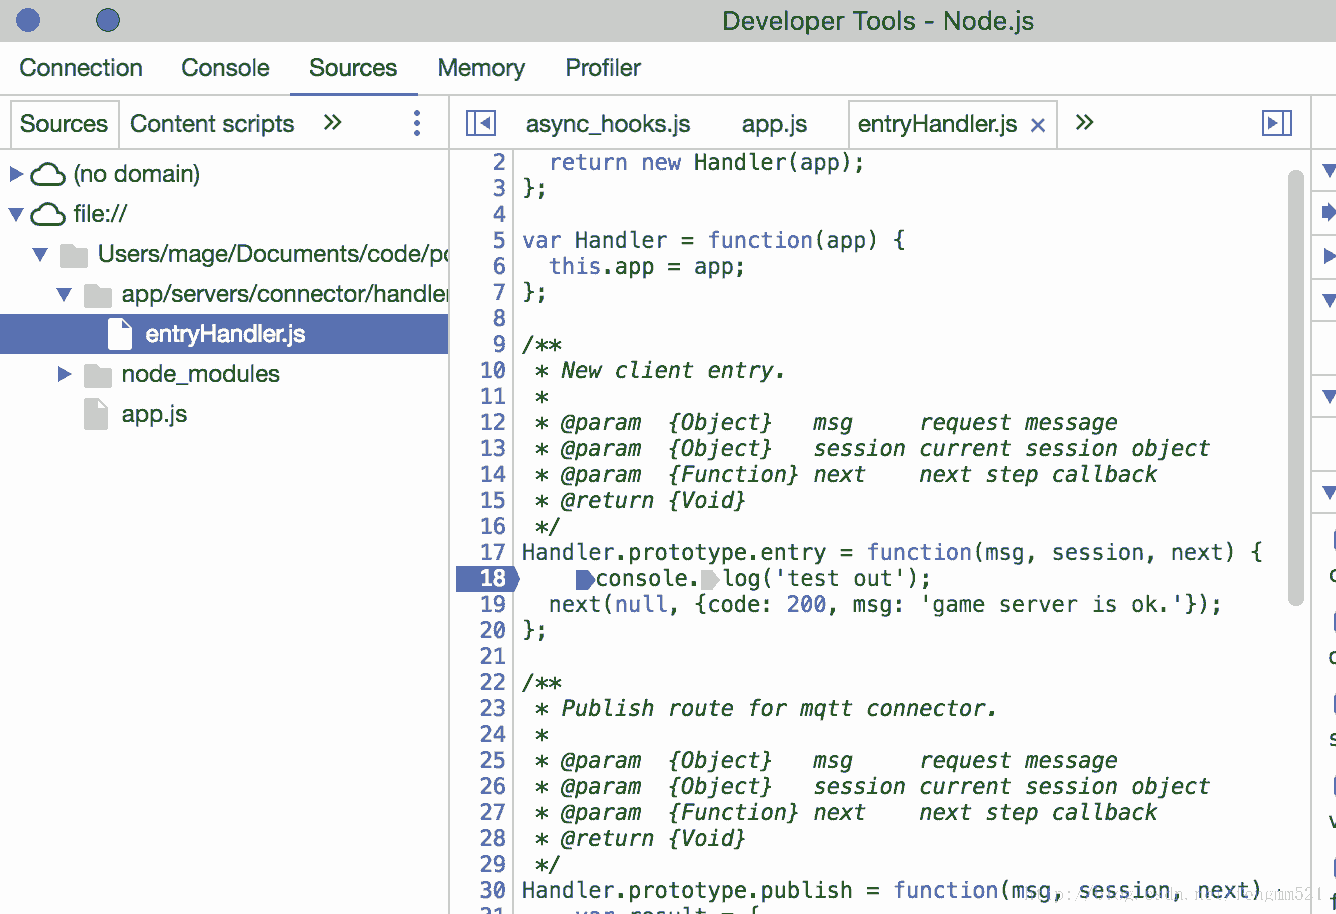 Developer Tools - Node.js
Connection Console Sources Memory Profiler
Sources Content scripts »
async_hooks.js app.js entryHandler.js × »
(no domain)
file://
Users/mage/Documents/code/po
app/servers/connector/handler
entryHandler.js
node_modules
app.js
2   return new Handler(app);
3 };
4
5 var Handler = function(app) {
6   this.app = app;
7 };
8
9 /**
10  * New client entry.
11  *
12  * @param  {Object}   msg     request message
13  * @param  {Object}   session current session object
14  * @param  {Function} next    next step callback
15  * @return {Void}
16  */
17 Handler.prototype.entry = function(msg, session, next) {
18     console.log('test out');
19   next(null, {code: 200, msg: 'game server is ok.'});
20 };
21
22 /**
23  * Publish route for mqtt connector.
24  *
25  * @param  {Object}   msg     request message
26  * @param  {Object}   session current session object
27  * @param  {Function} next    next step callback
28  * @return {Void}
29  */
30 Handler.prototype.publish = function(msg, session, next)
31     var result = {